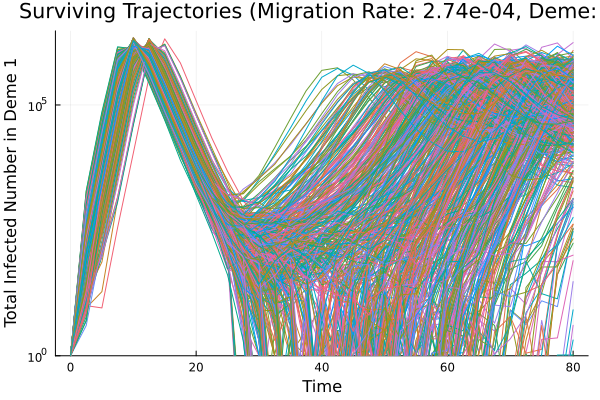 Surviving Trajectories (Migration Rate: 2.74e-04, Deme:
Total Infected Number in Deme 1
10⁵
10⁰
0 20 40 60 80
Time